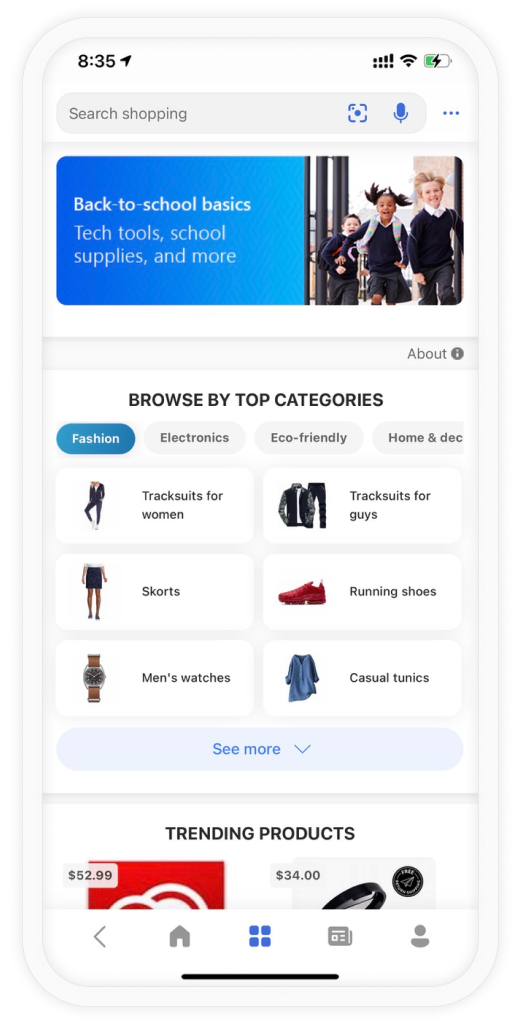 8:35
Search shopping
Back-to-school basics
Tech tools, school
supplies, and more
About
BROWSE BY TOP CATEGORIES
Fashion
Electronics
Eco-friendly
Home & dec
Tracksuits for
women
Tracksuits for
guys
Skorts
Running shoes
Men's watches
Casual tunics
See more
TRENDING PRODUCTS
$52.99
$34.00
FREE